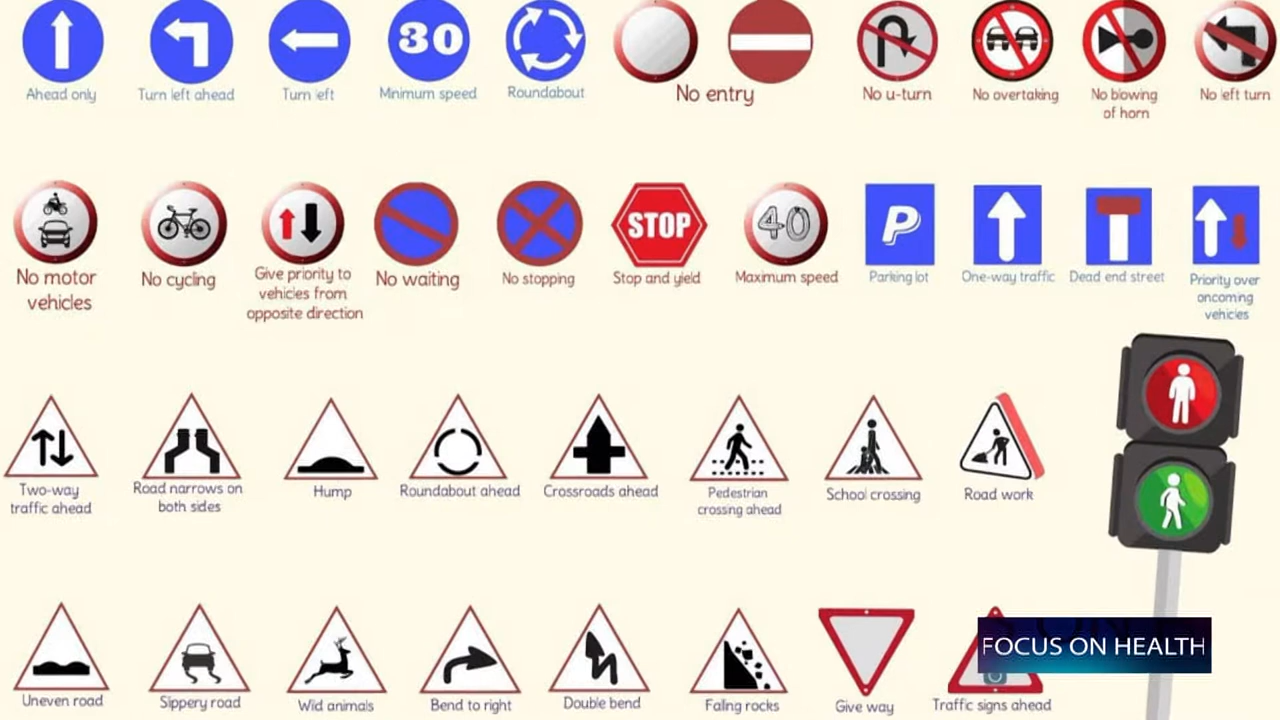 30
Ahead only
Turn left ahead
Turn left
Minimum speed
Roundabout
No entry
No u-turn
No overtaking
No blowing
of horn
No left turn
STOP
40
P
No motor
vehicles
No cycling
Give priority to
vehicles from
opposite direction
No waiting
No stopping
Stop and yield
Maximum speed
Parking lot
One-way traffic
Dead end street
Priority over
oncoming
vehicles
Two-way
traffic ahead
Road narrows on
both sides
Hump
Roundabout ahead
Crossroads ahead
Pedestrian
crossing ahead
School crossing
Road work
FOCUS ON HEALTH
Uneven road
Slippery road
Wild animals
Bend to right
Double bend
Falling rocks
Give way
Traffic signs ahead